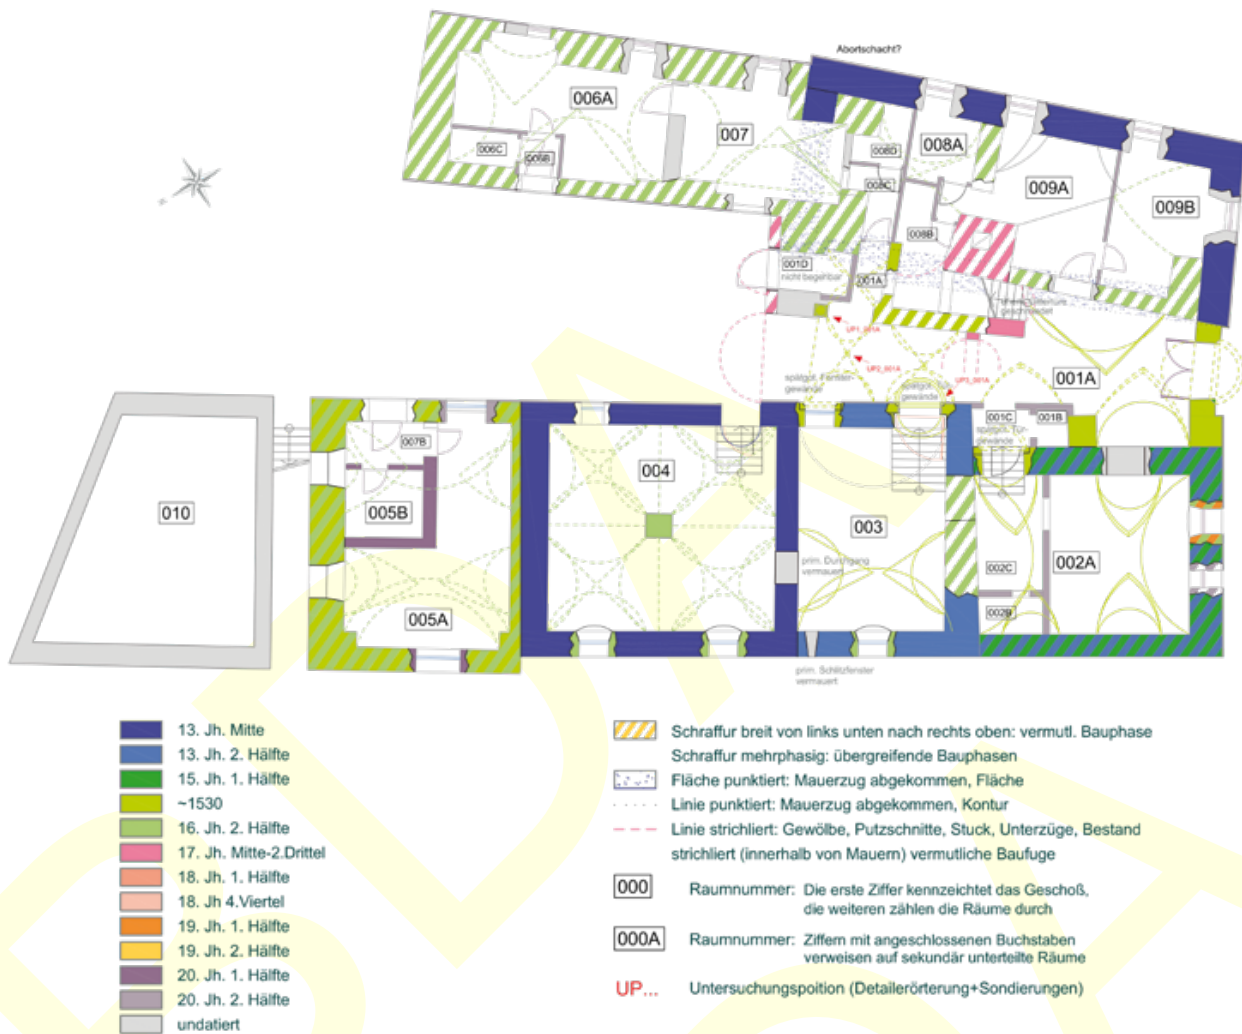 Abortschacht?
006A
007
006C
006B
008D
008A
008C
009A
009B
008B
001D
nicht begehbar
001A
geschneidet
UP1_001A
UP2_001A
UP3_001A
spätgot. Fenster-
gewände
spätgot. Tür-
gewände
001A
001C
001B
spätgot. Tür-
gewände
007B
004
010
005B
003
prim. Durchgang
vermauert
002C
002A
002B
005A
prim. Schlitzfenster
vermauert
13. Jh. Mitte
13. Jh. 2. Hälfte
15. Jh. 1. Hälfte
~1530
16. Jh. 2. Hälfte
17. Jh. Mitte-2.Drittel
18. Jh. 1. Hälfte
18. Jh 4.Viertel
19. Jh. 1. Hälfte
19. Jh. 2. Hälfte
20. Jh. 1. Hälfte
20. Jh. 2. Hälfte
undatiert
Schraffur breit von links unten nach rechts oben: vermutl. Bauphase
Schraffur mehrphasig: übergreifende Bauphasen
Fläche punktiert: Mauerzug abgekommen, Fläche
Linie punktiert: Mauerzug abgekommen, Kontur
Linie strichliert: Gewölbe, Putzschnitte, Stuck, Unterzüge, Bestand
strichliert (innerhalb von Mauern) vermutliche Baufuge
000 Raumnummer: Die erste Ziffer kennzeichtet das Geschoß,
die weiteren zählen die Räume durch
000A Raumnummer: Ziffern mit angeschlossenen Buchstaben
verweisen auf sekundär unterteilte Räume
UP... Untersuchungspoition (Detailerörterung+Sondierungen)